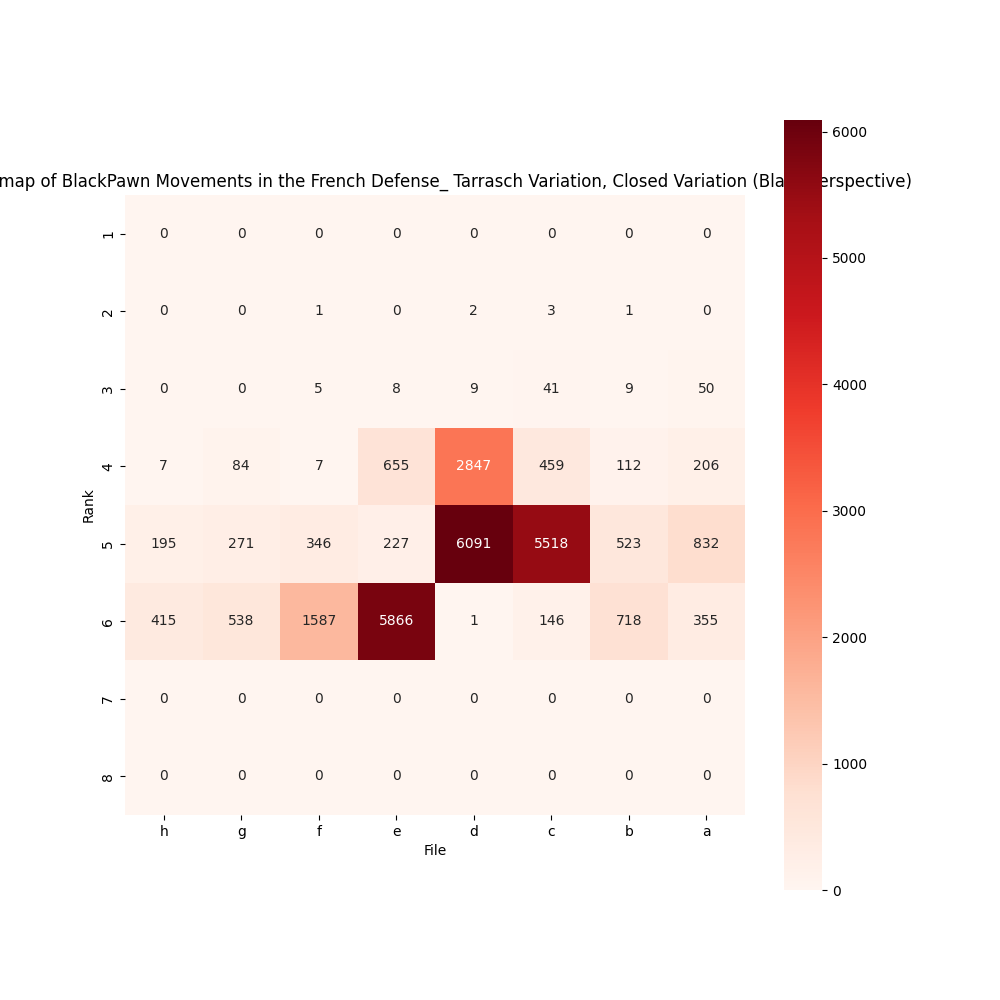 map of BlackPawn Movements in the French Defense_ Tarrasch Variation, Closed Variation (Bla erspective)
6000
5000
4000
3000
2000
1000
0
Rank
1 0 0 0 0 0 0 0 0
2 0 0 1 0 2 3 1 0
3 0 0 5 8 9 41 9 50
4 7 84 7 655 2847 459 112 206
5 195 271 346 227 6091 5518 523 832
6 415 538 1587 5866 1 146 718 355
7 0 0 0 0 0 0 0 0
8 0 0 0 0 0 0 0 0
h g f e d c b a
File